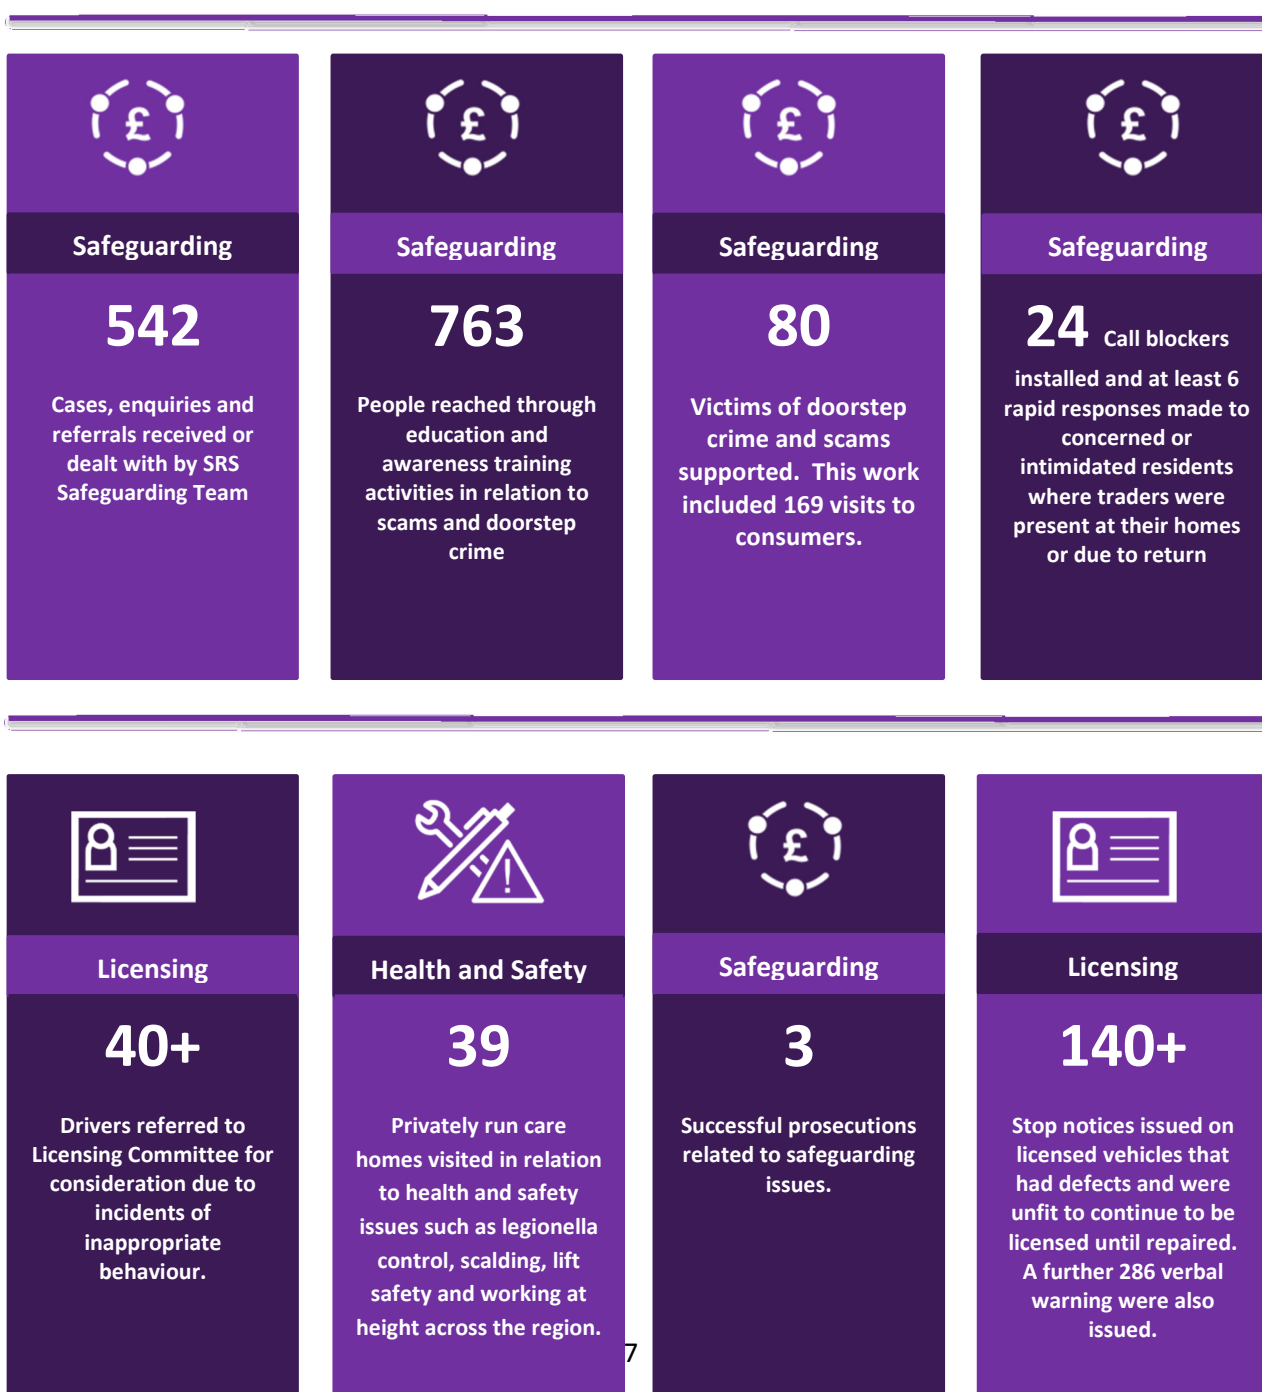 £
Safeguarding
542
Cases, enquiries and
referrals received or
dealt with by SRS
Safeguarding Team
£
Safeguarding
763
People reached through
education and
awareness training
activities in relation to
scams and doorstep
crime
£
Safeguarding
80
Victims of doorstep
crime and scams
supported.  This work
included 169 visits to
consumers.
£
Safeguarding
24 Call blockers
installed and at least 6
rapid responses made to
concerned or
intimidated residents
where traders were
present at their homes
or due to return
Licensing
40+
Drivers referred to
Licensing Committee for
consideration due to
incidents of
inappropriate
behaviour.
!
Health and Safety
39
Privately run care
homes visited in relation
to health and safety
issues such as legionella
control, scalding, lift
safety and working at
height across the region.
£
Safeguarding
3
Successful prosecutions
related to safeguarding
issues.
Licensing
140+
Stop notices issued on
licensed vehicles that
had defects and were
unfit to continue to be
licensed until repaired.
A further 286 verbal
warning were also
issued.
7